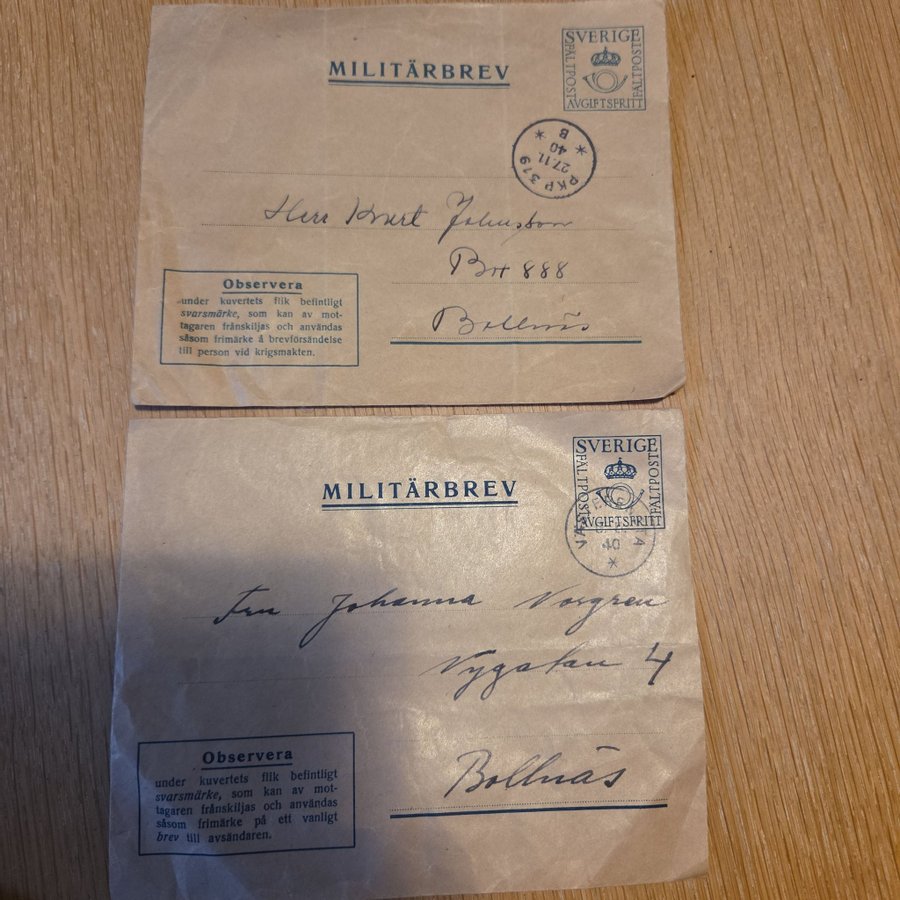 MILITÄRBREV
SVERIGE
FÄLTPOST
FÄLTPOST
AVGIFTSFRITT
PKP 379
27.11.
40
* B *
Herr Knut
Box 888
Bollnäs
Observera
under kuvertets flik befintligt
svarsmärke, som kan av mot-
tagaren frånskiljas och användas
såsom frimärke å brevförsändelse
till person vid krigsmakten.
MILITÄRBREV
SVERIGE
FÄLTPOST
FÄLTPOST
AVGIFTSFRITT
40
*
Fru Johanna Norgren
Nygatan 4
Bollnäs
Observera
under kuvertets flik befintligt
svarsmärke, som kan av mot-
tagaren frånskiljas och användas
såsom frimärke på ett vanligt
brev till avsändaren.